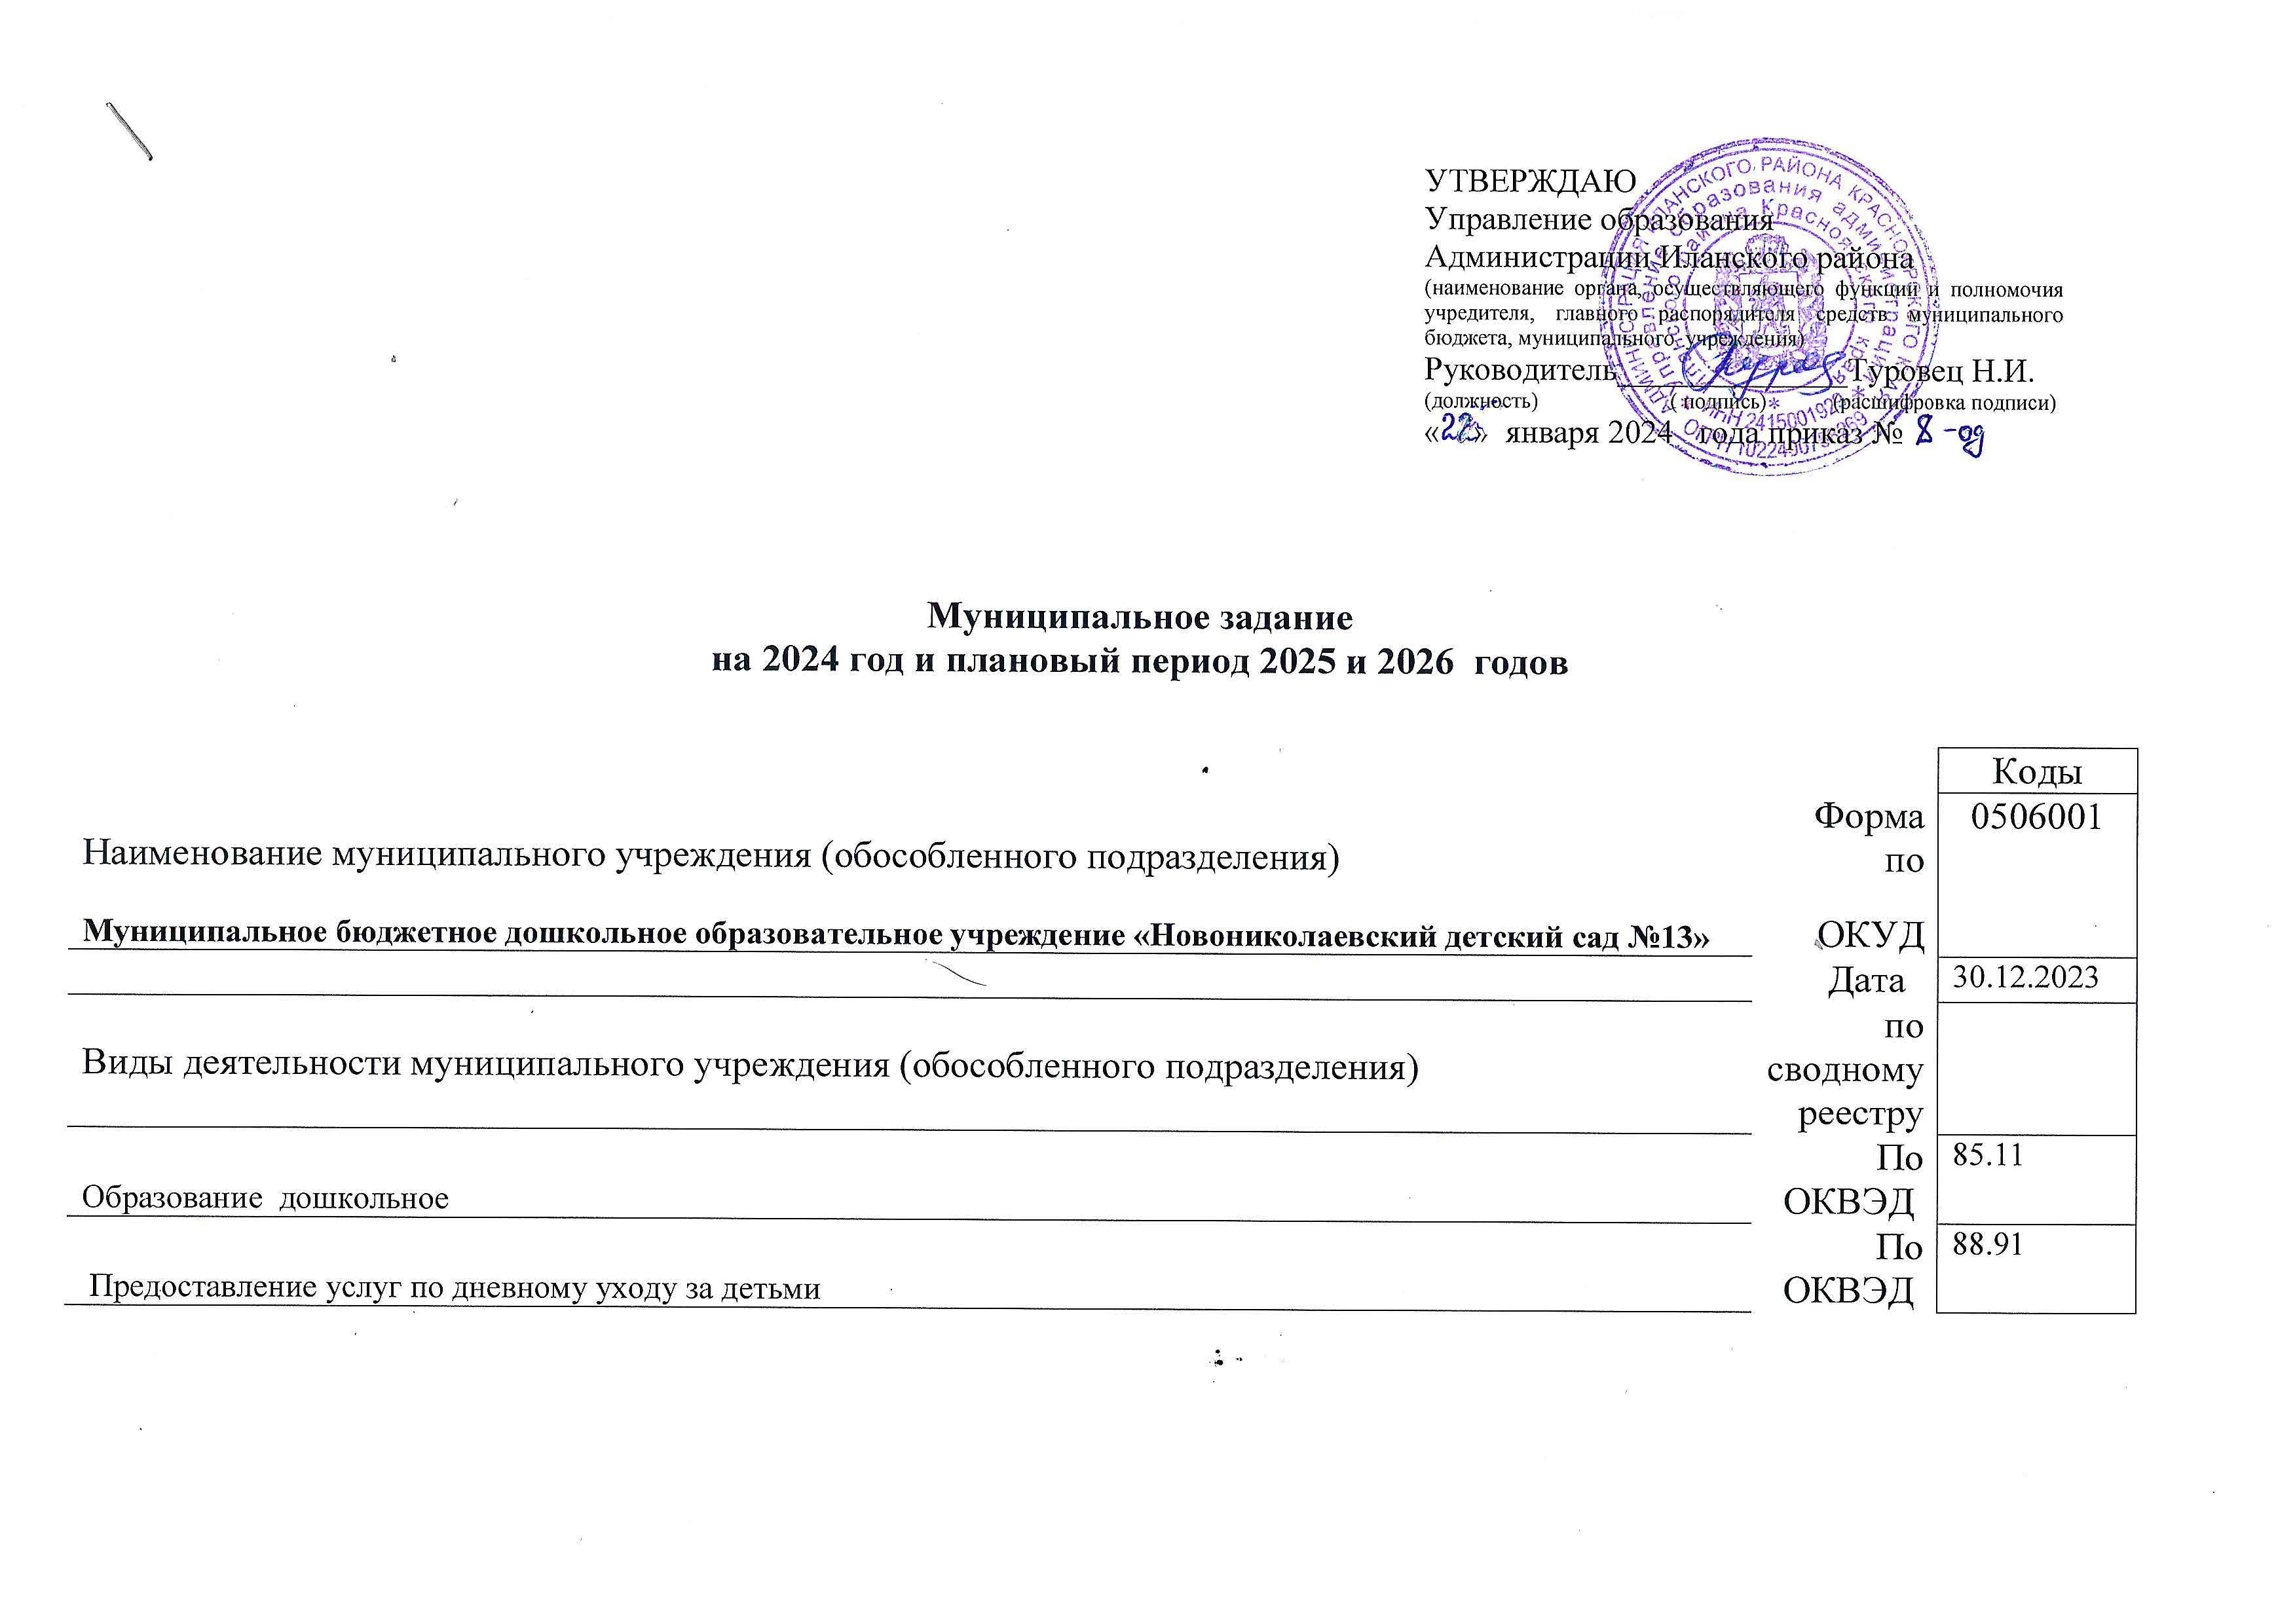 УТВЕРЖДАЮ
Управление образования
Администрации Иланского района
(наименование органа, осуществляющего функции и полномочия
учредителя, главного распорядителя средств муниципального
бюджета, муниципального учреждения)
Руководитель Туровец Н.И.
(должность) ( подпись) (расшифровка подписи)
«22» января 2024 года приказ № 8-од
Муниципальное задание
на 2024 год и плановый период 2025 и 2026 годов
Коды
Форма 0506001
Наименование муниципального учреждения (обособленного подразделения) по
Муниципальное бюджетное дошкольное образовательное учреждение «Новониколаевский детский сад №13» ОКУД
Дата 30.12.2023
по
Виды деятельности муниципального учреждения (обособленного подразделения) сводному
реестру
По 85.11
Образование дошкольное ОКВЭД
По 88.91
Предоставление услуг по дневному уходу за детьми ОКВЭД